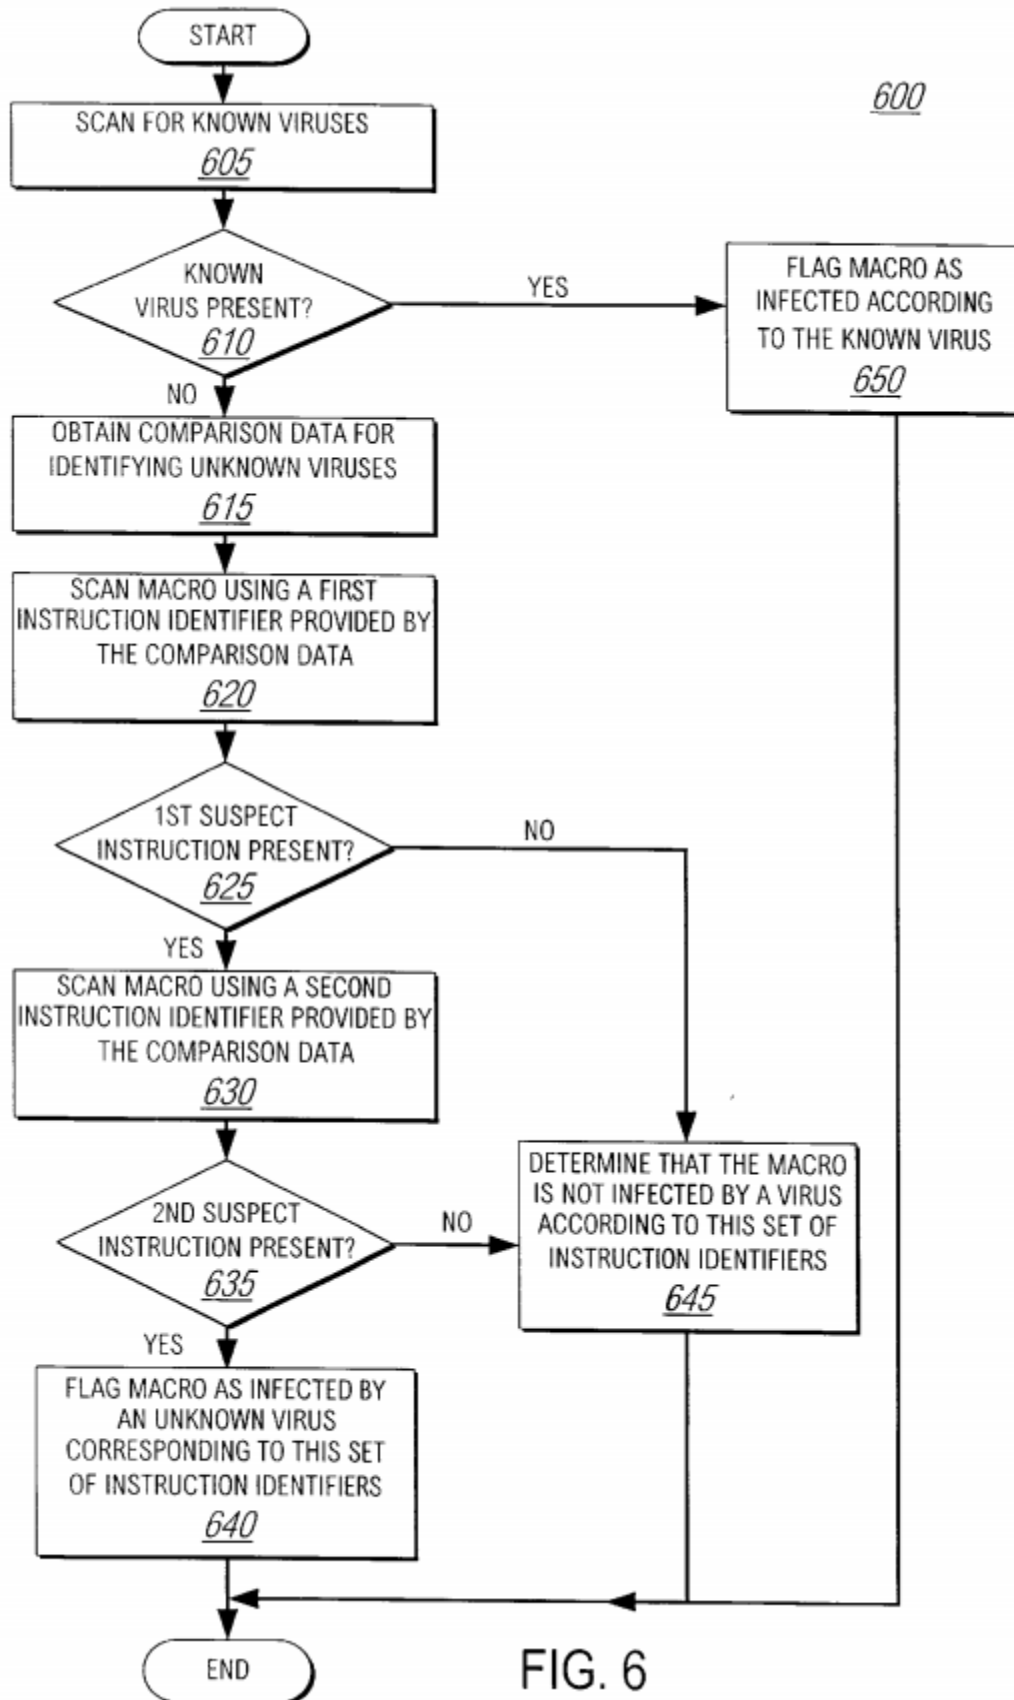 START
600
SCAN FOR KNOWN VIRUSES
605
KNOWN
VIRUS PRESENT?
610
YES
FLAG MACRO AS
INFECTED ACCORDING
TO THE KNOWN VIRUS
650
NO
OBTAIN COMPARISON DATA FOR
IDENTIFYING UNKNOWN VIRUSES
615
SCAN MACRO USING A FIRST
INSTRUCTION IDENTIFIER PROVIDED BY
THE COMPARISON DATA
620
1ST SUSPECT
INSTRUCTION PRESENT?
625
NO
YES
SCAN MACRO USING A SECOND
INSTRUCTION IDENTIFIER PROVIDED BY
THE COMPARISON DATA
630
2ND SUSPECT
INSTRUCTION PRESENT?
635
NO
DETERMINE THAT THE MACRO
IS NOT INFECTED BY A VIRUS
ACCORDING TO THIS SET OF
INSTRUCTION IDENTIFIERS
645
YES
FLAG MACRO AS INFECTED BY
AN UNKNOWN VIRUS
CORRESPONDING TO THIS SET
OF INSTRUCTION IDENTIFIERS
640
END
FIG. 6